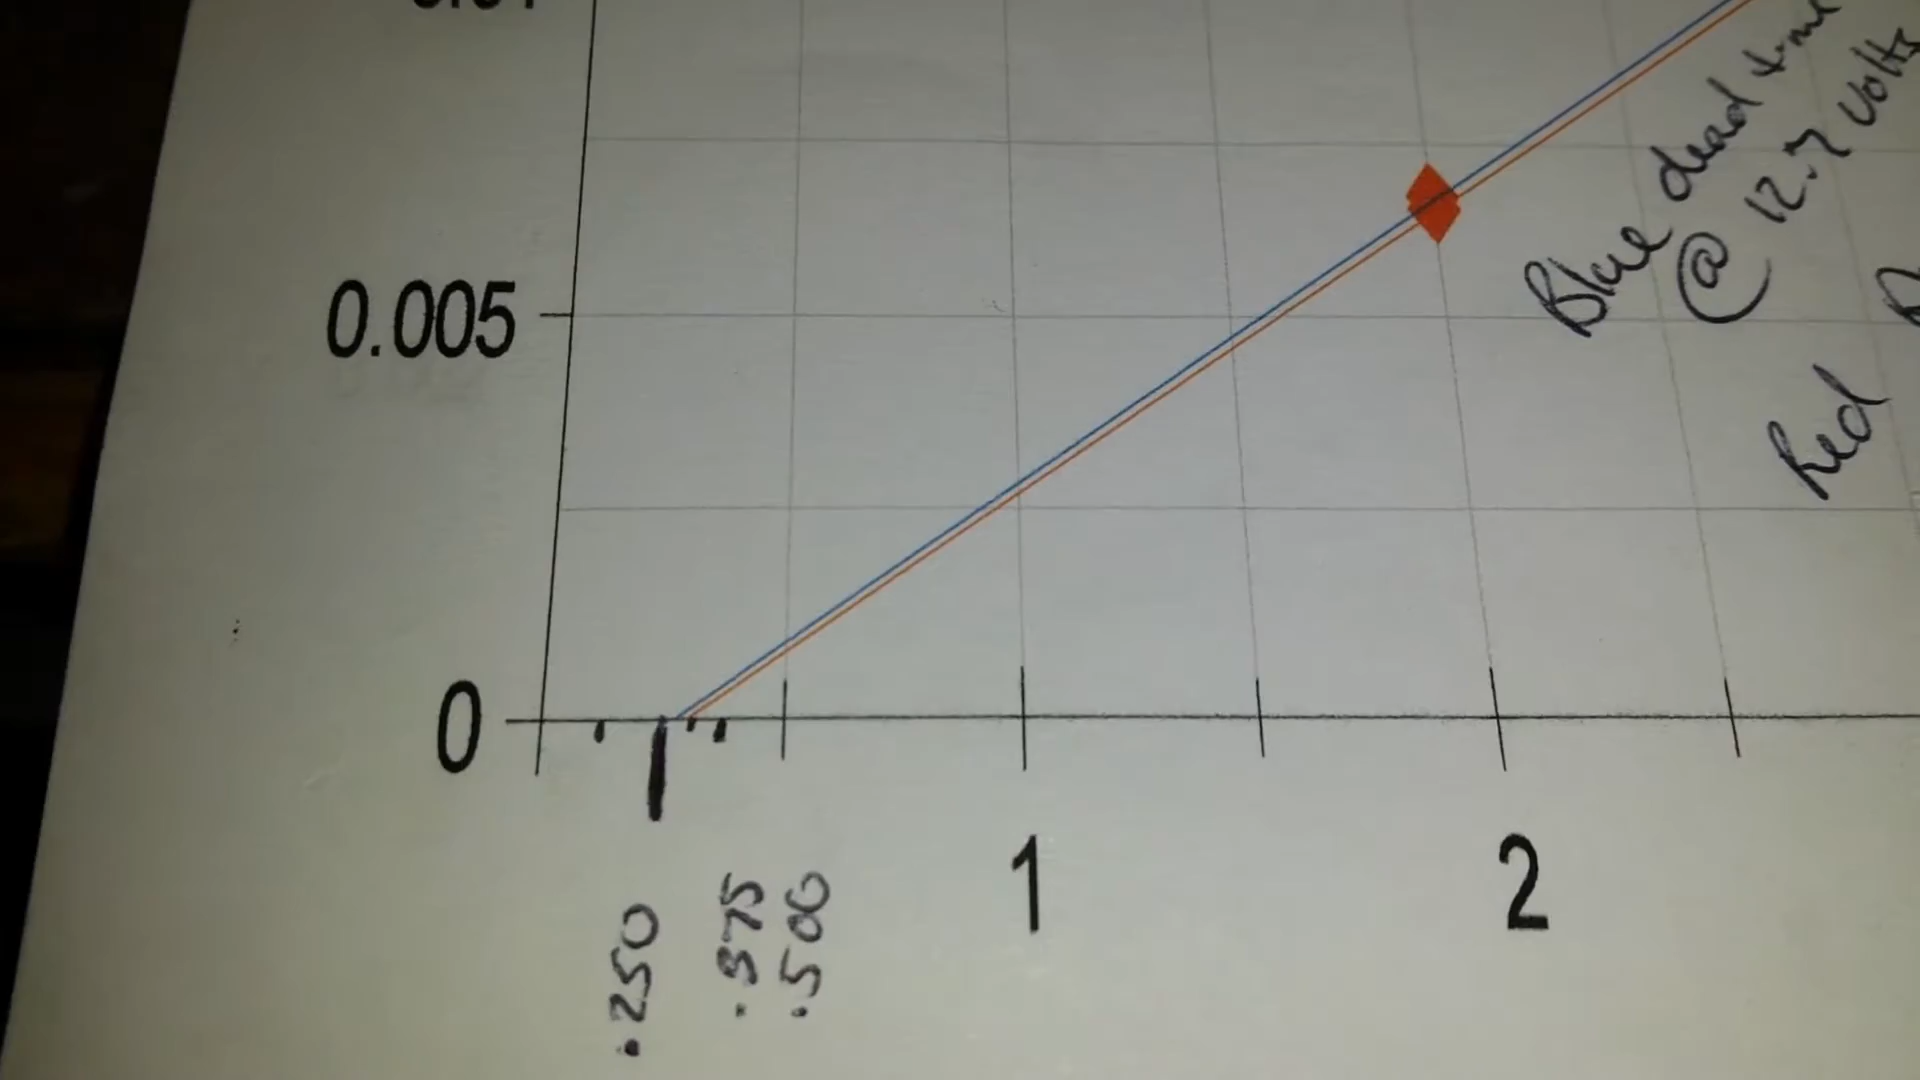 0.005
0
1
2
.250
.375
.500
Blue dead time
@ 12.7 Volts
Red